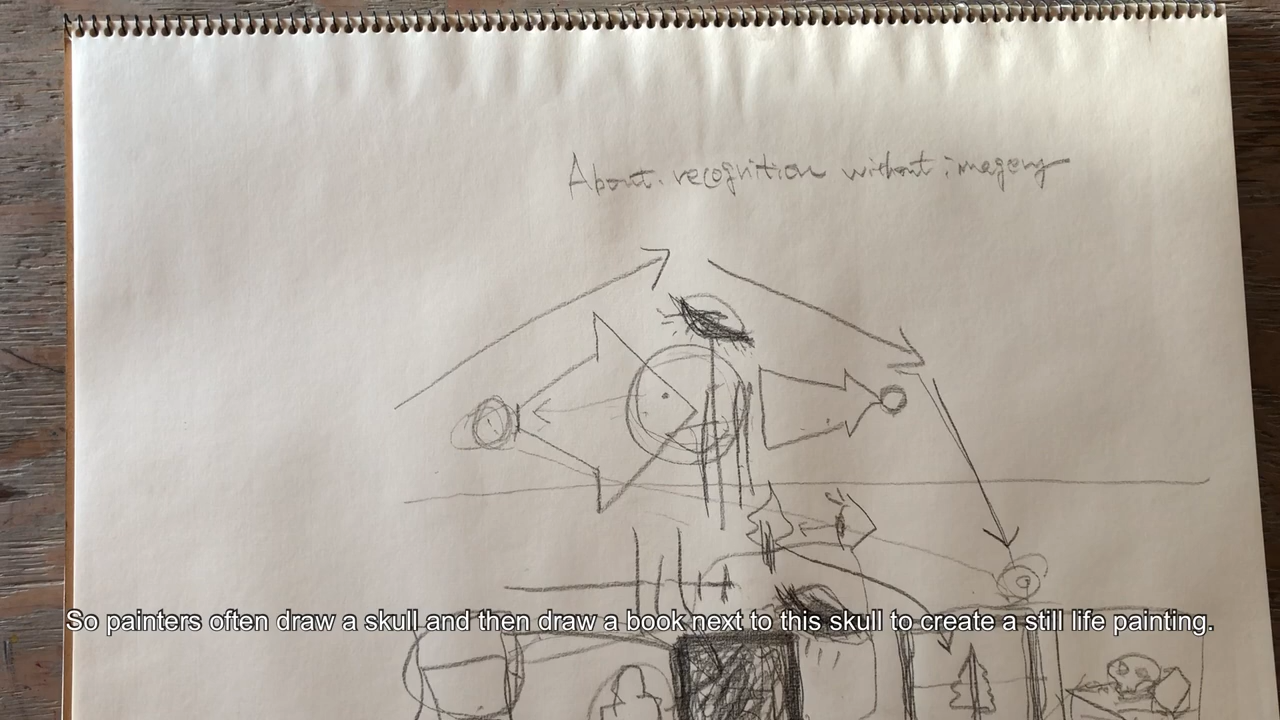 About. recognition without imagery
So painters often draw a skull and then draw a book next to this skull to create a still life painting.